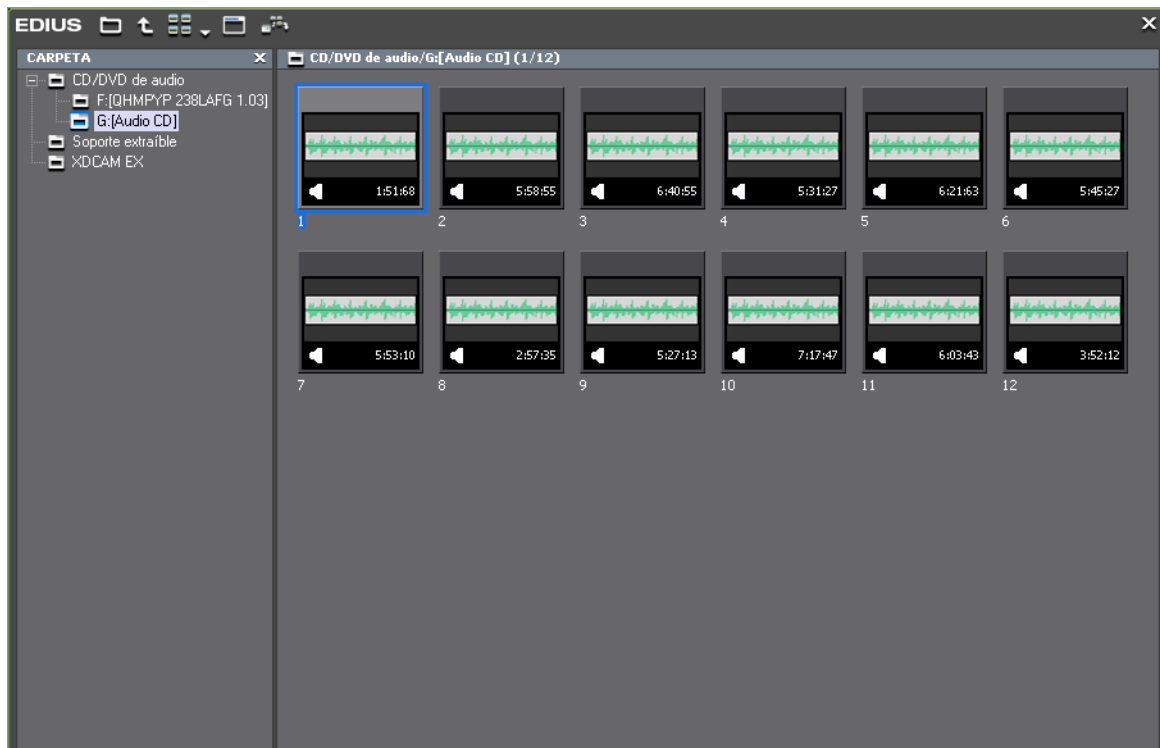 EDIUS
CARPETA
CD/DVD de audio/G:[Audio CD] (1/12)
CD/DVD de audio
F:[QHMPYP 238LAFG 1.03]
G:[Audio CD]
Soporte extraíble
XDCAM EX
1:51:68 5:58:55 6:40:55 5:31:27 6:21:63 5:45:27
1 2 3 4 5 6
5:53:10 2:57:35 5:27:13 7:17:47 6:03:43 3:52:12
7 8 9 10 11 12